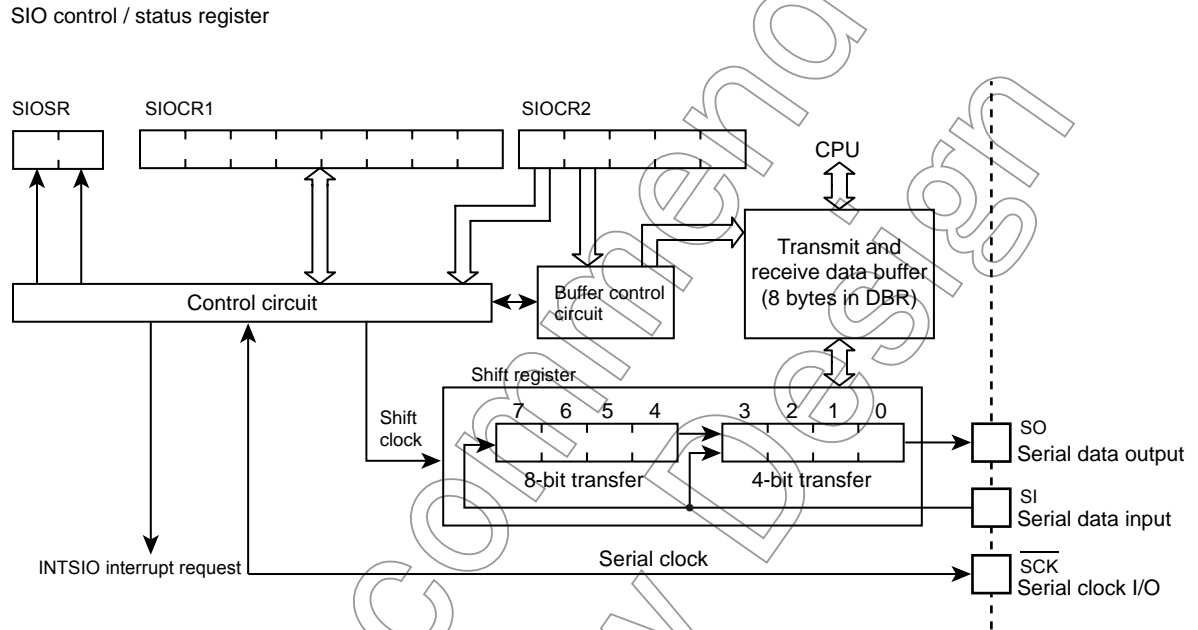 SIO control / status register
SIOSR
SIOCR1
SIOCR2
CPU
Transmit and
receive data buffer
(8 bytes in DBR)
Control circuit
Buffer control
circuit
Shift register
7 6 5 4 3 2 1 0
Shift
clock
8-bit transfer
4-bit transfer
SO
Serial data output
SI
Serial data input
INTSIO interrupt request
Serial clock
SCK
Serial clock I/O
commend
w Design